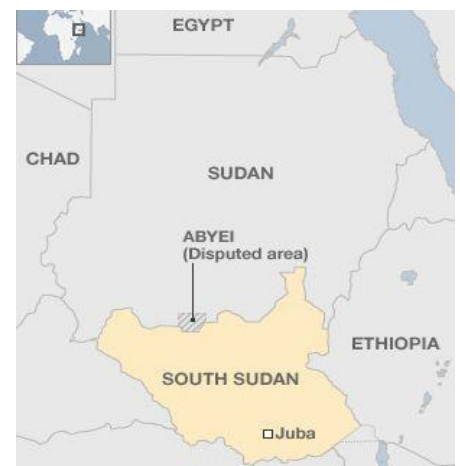 EGYPT
CHAD
SUDAN
ABYEI
(Disputed area)
ETHIOPIA
SOUTH SUDAN
Juba